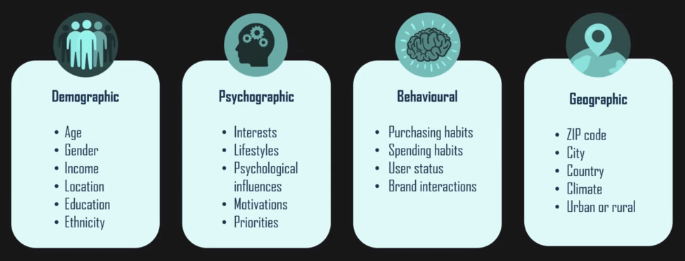 Demographic
• Age
• Gender
• Income
• Location
• Education
• Ethnicity
Psychographic
• Interests
• Lifestyles
• Psychological
influences
• Motivations
• Priorities
Behavioural
• Purchasing habits
• Spending habits
• User status
• Brand interactions
Geographic
• ZIP code
• City
• Country
• Climate
• Urban or rural